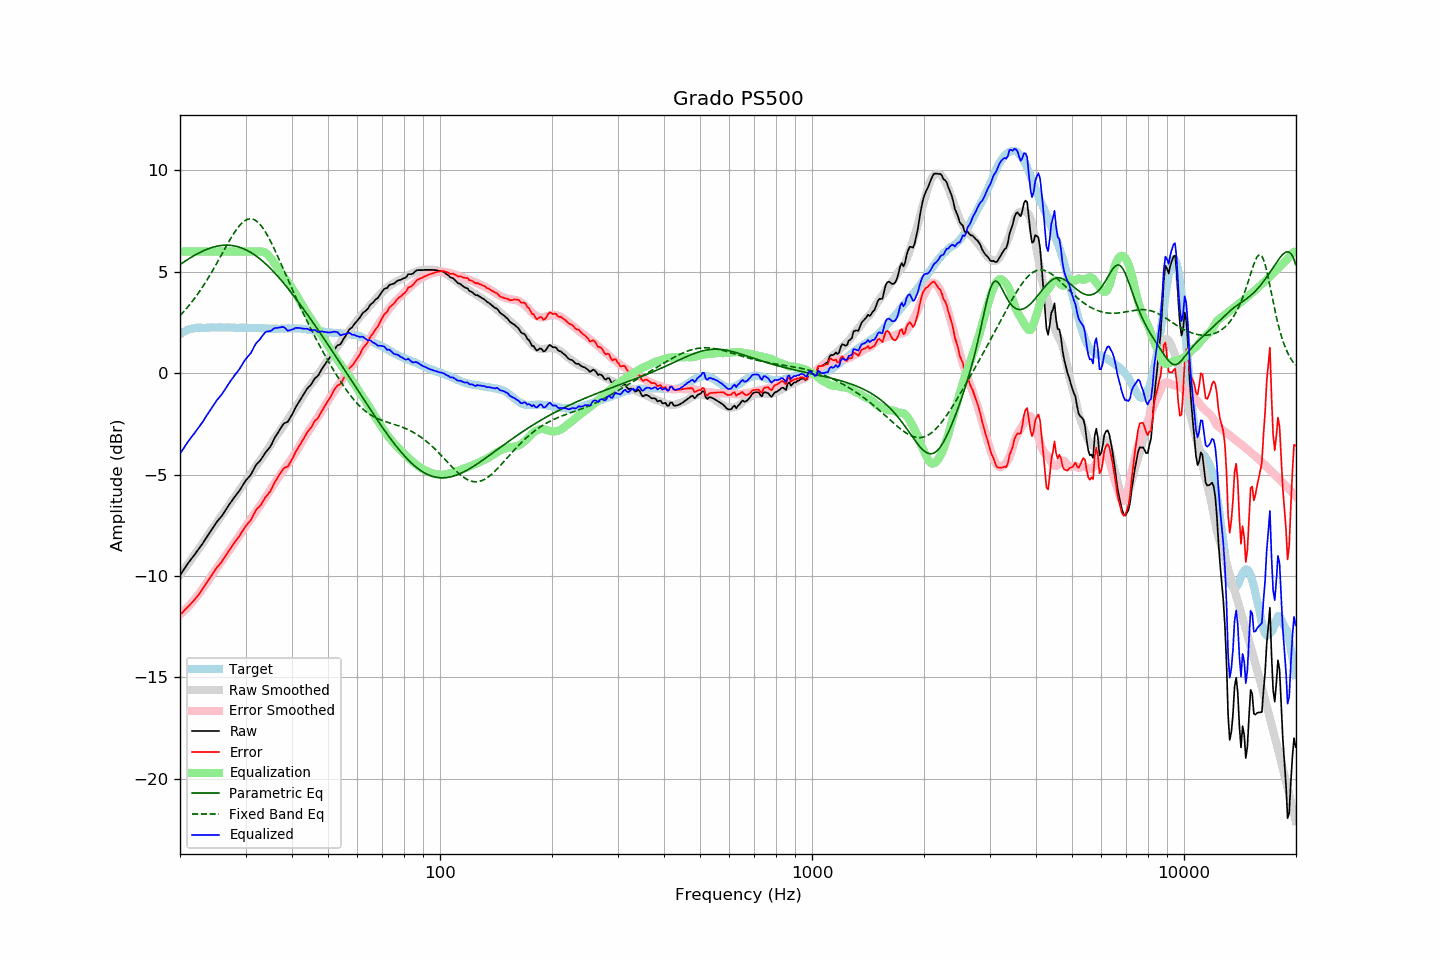 Grado PS500
Amplitude (dBr)
10
5
0
−5
−10
−15
−20
Target
Raw Smoothed
Error Smoothed
Raw
Error
Equalization
Parametric Eq
Fixed Band Eq
Equalized
100
1000
10000
Frequency (Hz)